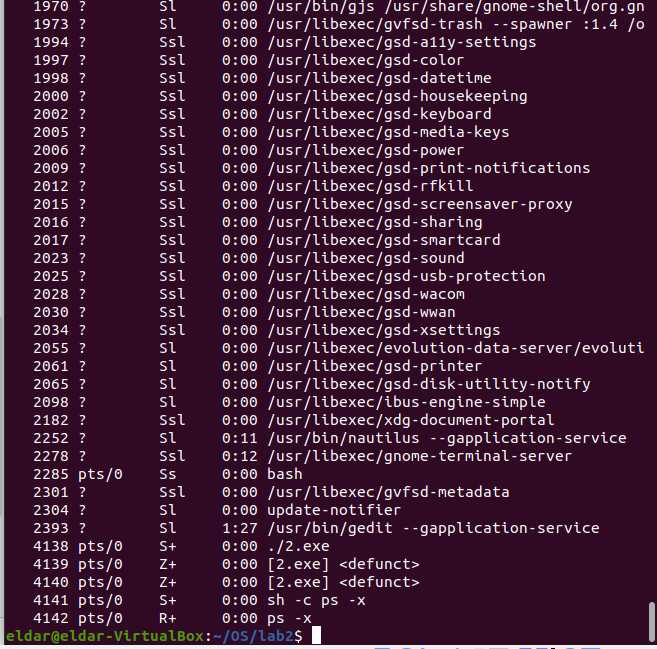 1970 ? Sl 0:00 /usr/bin/gjs /usr/share/gnome-shell/org.gn
1973 ? Sl 0:00 /usr/libexec/gvfsd-trash --spawner :1.4 /o
1994 ? Ssl 0:00 /usr/libexec/gsd-a11y-settings
1997 ? Ssl 0:00 /usr/libexec/gsd-color
1998 ? Ssl 0:00 /usr/libexec/gsd-datetime
2000 ? Ssl 0:00 /usr/libexec/gsd-housekeeping
2002 ? Ssl 0:00 /usr/libexec/gsd-keyboard
2005 ? Ssl 0:00 /usr/libexec/gsd-media-keys
2006 ? Ssl 0:00 /usr/libexec/gsd-power
2009 ? Ssl 0:00 /usr/libexec/gsd-print-notifications
2012 ? Ssl 0:00 /usr/libexec/gsd-rfkill
2015 ? Ssl 0:00 /usr/libexec/gsd-screensaver-proxy
2016 ? Ssl 0:00 /usr/libexec/gsd-sharing
2017 ? Ssl 0:00 /usr/libexec/gsd-smartcard
2023 ? Ssl 0:00 /usr/libexec/gsd-sound
2025 ? Ssl 0:00 /usr/libexec/gsd-usb-protection
2028 ? Ssl 0:00 /usr/libexec/gsd-wacom
2030 ? Ssl 0:00 /usr/libexec/gsd-wwan
2034 ? Ssl 0:00 /usr/libexec/gsd-xsettings
2055 ? Sl 0:00 /usr/libexec/evolution-data-server/evoluti
2061 ? Sl 0:00 /usr/libexec/gsd-printer
2065 ? Sl 0:00 /usr/libexec/gsd-disk-utility-notify
2098 ? Sl 0:00 /usr/libexec/ibus-engine-simple
2182 ? Ssl 0:00 /usr/libexec/xdg-document-portal
2252 ? Sl 0:11 /usr/bin/nautilus --gapplication-service
2278 ? Ssl 0:12 /usr/libexec/gnome-terminal-server
2285 pts/0 Ss 0:00 bash
2301 ? Ssl 0:00 /usr/libexec/gvfsd-metadata
2304 ? Sl 0:00 update-notifier
2393 ? Sl 1:27 /usr/bin/gedit --gapplication-service
4138 pts/0 S+ 0:00 ./2.exe
4139 pts/0 Z+ 0:00 [2.exe] <defunct>
4140 pts/0 Z+ 0:00 [2.exe] <defunct>
4141 pts/0 S+ 0:00 sh -c ps -x
4142 pts/0 R+ 0:00 ps -x
eldar@eldar-VirtualBox:~/OS/lab2$